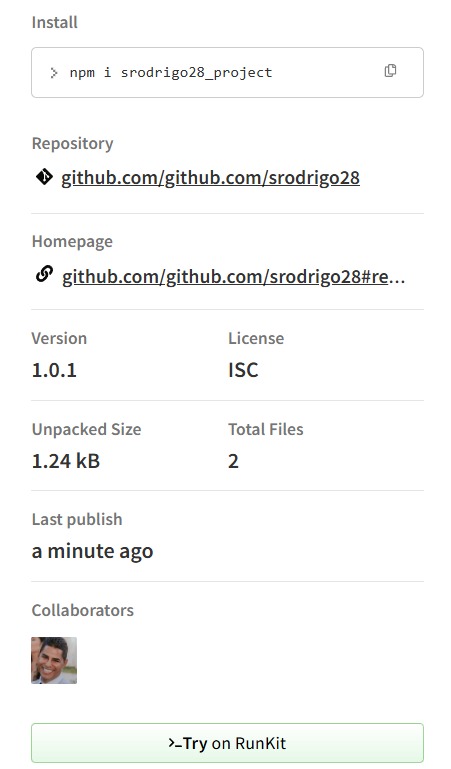 Install
> npm i srodrigo28_project
Repository
github.com/github.com/srodrigo28
Homepage
github.com/github.com/srodrigo28#re...
Version
License
1.0.1
ISC
Unpacked Size
Total Files
1.24 kB
2
Last publish
a minute ago
Collaborators
>_Try on RunKit